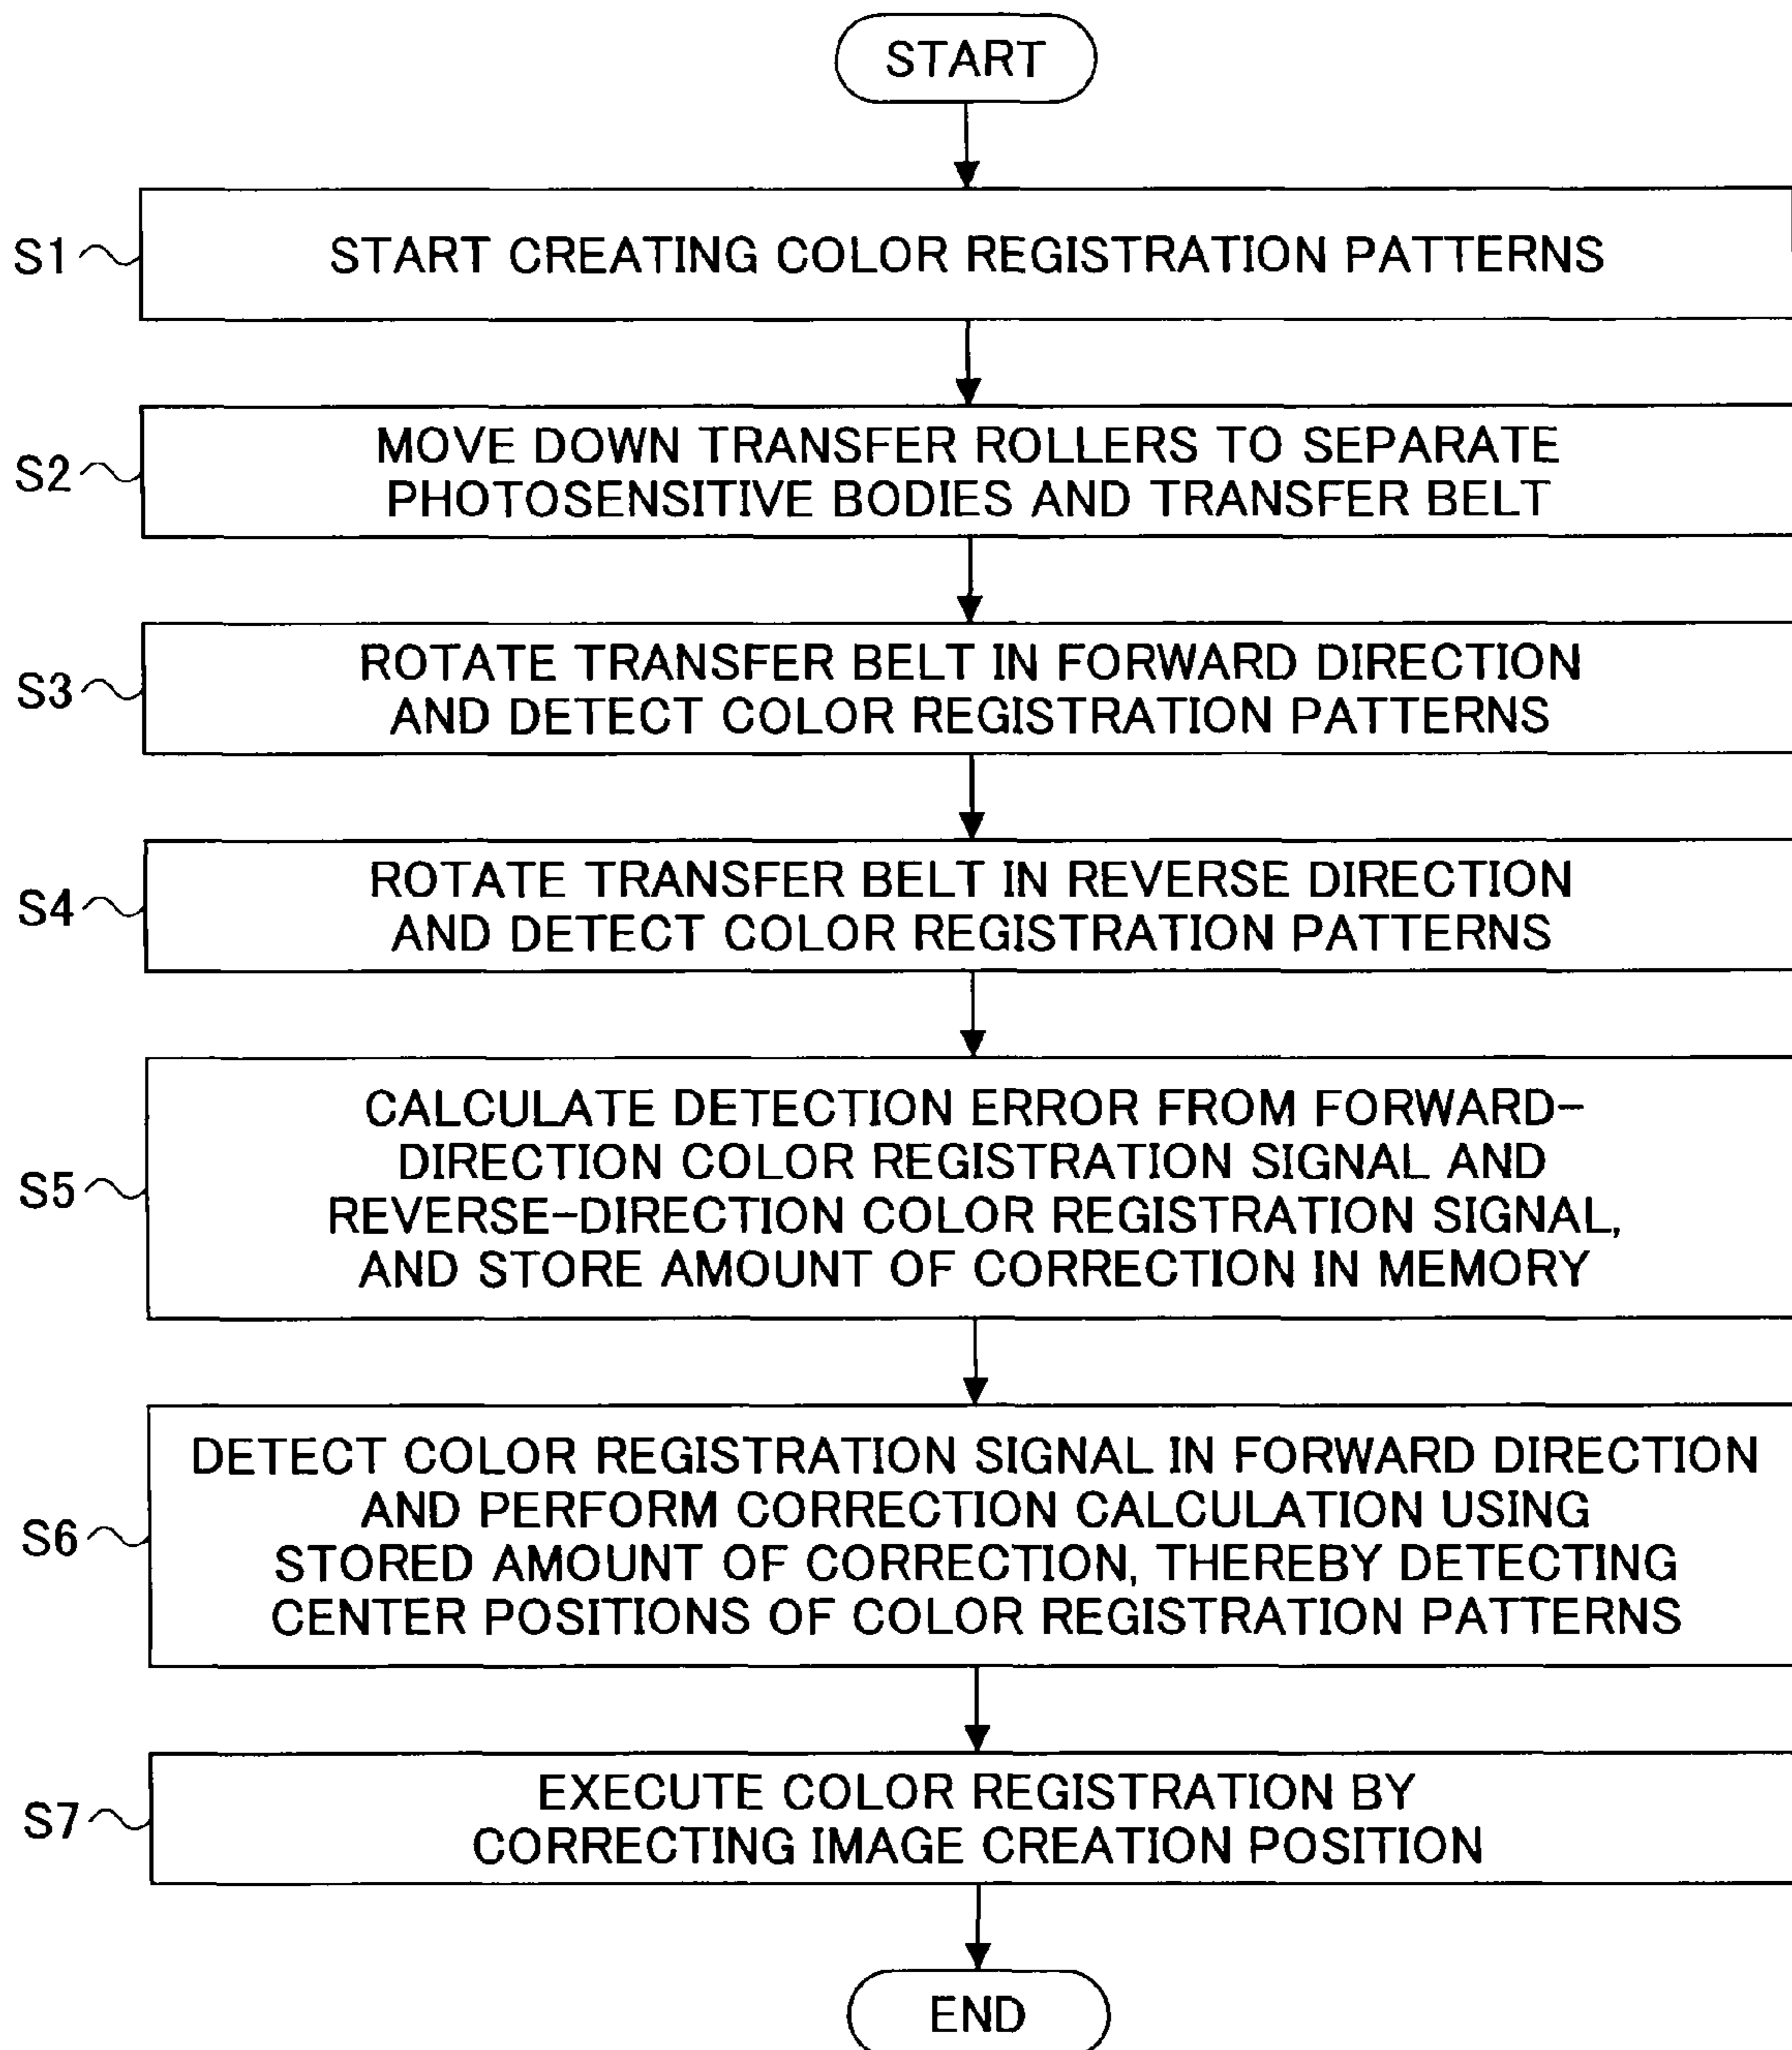 START
S1
START CREATING COLOR REGISTRATION PATTERNS
S2
MOVE DOWN TRANSFER ROLLERS TO SEPARATE
PHOTOSENSITIVE BODIES AND TRANSFER BELT
S3
ROTATE TRANSFER BELT IN FORWARD DIRECTION
AND DETECT COLOR REGISTRATION PATTERNS
S4
ROTATE TRANSFER BELT IN REVERSE DIRECTION
AND DETECT COLOR REGISTRATION PATTERNS
S5
CALCULATE DETECTION ERROR FROM FORWARD-
DIRECTION COLOR REGISTRATION SIGNAL AND
REVERSE-DIRECTION COLOR REGISTRATION SIGNAL,
AND STORE AMOUNT OF CORRECTION IN MEMORY
S6
DETECT COLOR REGISTRATION SIGNAL IN FORWARD DIRECTION
AND PERFORM CORRECTION CALCULATION USING
STORED AMOUNT OF CORRECTION, THEREBY DETECTING
CENTER POSITIONS OF COLOR REGISTRATION PATTERNS
S7
EXECUTE COLOR REGISTRATION BY
CORRECTING IMAGE CREATION POSITION
END